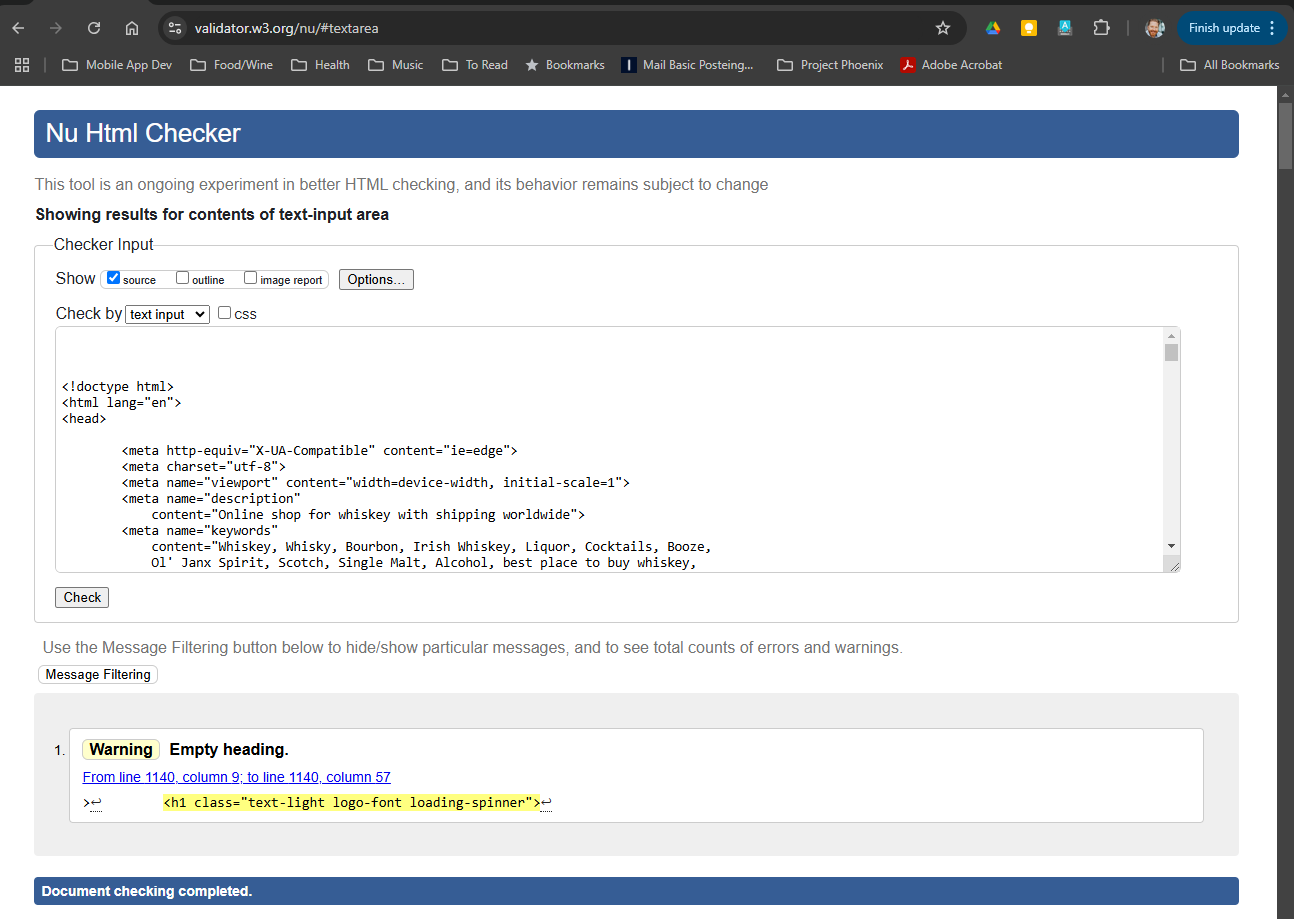 validator.w3.org/nu/#textarea
Finish update
Mobile App Dev Food/Wine Health Music To Read Bookmarks Mail Basic Posteing... Project Phoenix Adobe Acrobat All Bookmarks
Nu Html Checker
This tool is an ongoing experiment in better HTML checking, and its behavior remains subject to change
Showing results for contents of text-input area
Checker Input
Show source outline image report Options...
Check by text input css
<!doctype html>
<html lang="en">
<head>
<meta http-equiv="X-UA-Compatible" content="ie=edge">
<meta charset="utf-8">
<meta name="viewport" content="width=device-width, initial-scale=1">
<meta name="description"
content="Online shop for whiskey with shipping worldwide">
<meta name="keywords"
content="Whiskey, Whisky, Bourbon, Irish Whiskey, Liquor, Cocktails, Booze,
Ol' Janx Spirit, Scotch, Single Malt, Alcohol, best place to buy whiskey,
Check
Use the Message Filtering button below to hide/show particular messages, and to see total counts of errors and warnings.
Message Filtering
1. Warning Empty heading.
From line 1140, column 9; to line 1140, column 57
>↩ <h1 class="text-light logo-font loading-spinner">↩
Document checking completed.